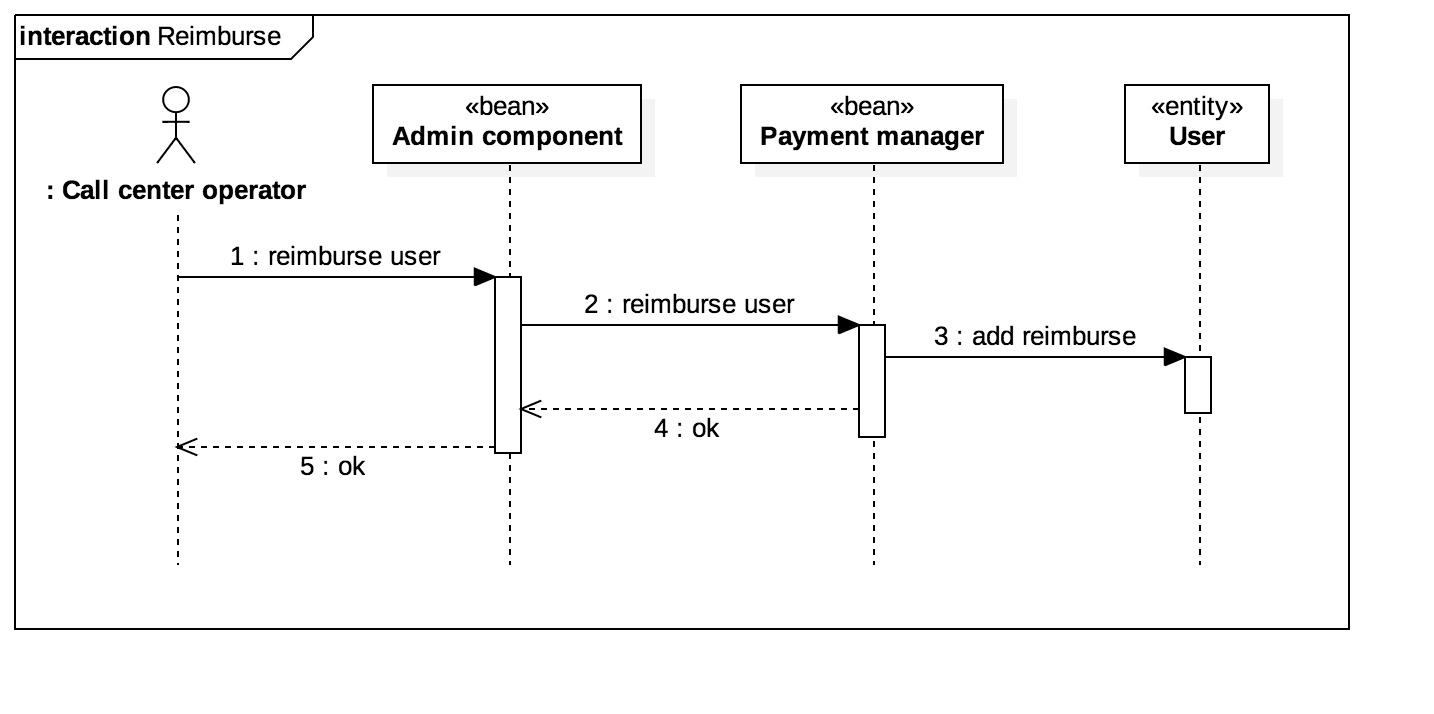 interaction Reimburse
«bean»
Admin component
«bean»
Payment manager
«entity»
User
: Call center operator
1 : reimburse user
2 : reimburse user
3 : add reimburse
4 : ok
5 : ok